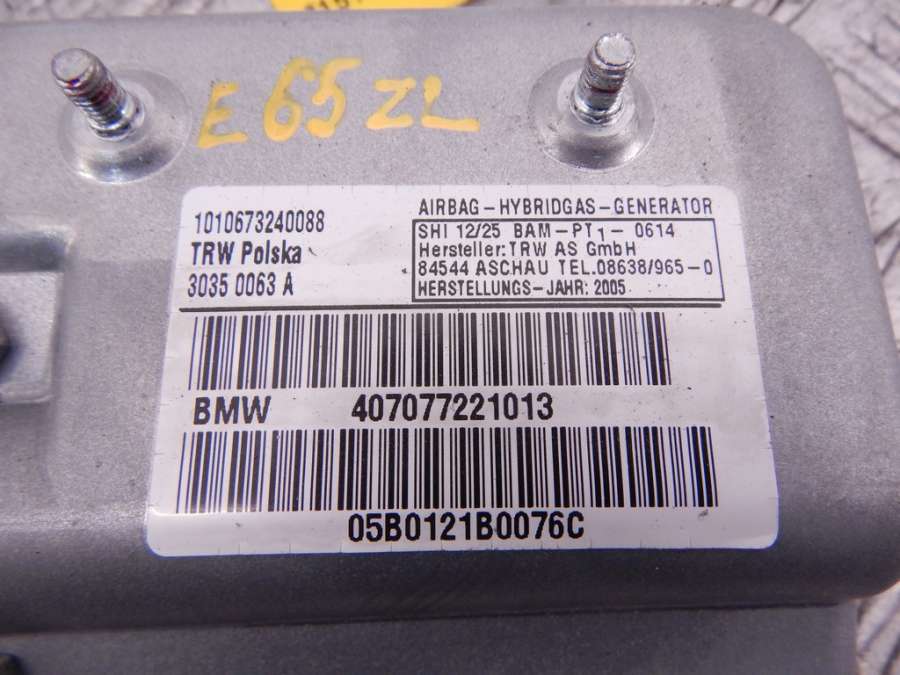 E 65 ZL
1010673240088
TRW Polska
3035 0063 A
AIRBAG-HYBRIDGAS-GENERATOR
SHI 12/25 BAM-PT1-0614
Hersteller: TRW AS GmbH
84544 ASCHAU TEL.08638/965-0
HERSTELLUNGS-JAHR: 2005
BMW 407077221013
05B0121B0076C